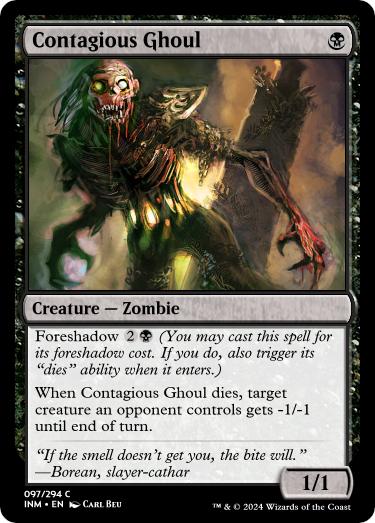 Contagious Ghoul
Creature — Zombie
Foreshadow 2 (You may cast this spell for
its foreshadow cost. If you do, also trigger its
“dies” ability when it enters.)
When Contagious Ghoul dies, target
creature an opponent controls gets -1/-1
until end of turn.
“If the smell doesn't get you, the bite will.”
—Borean, slayer-cathar
1/1
097/294 C
INM • EN Carl Beu
™ & © 2024 Wizards of the Coast